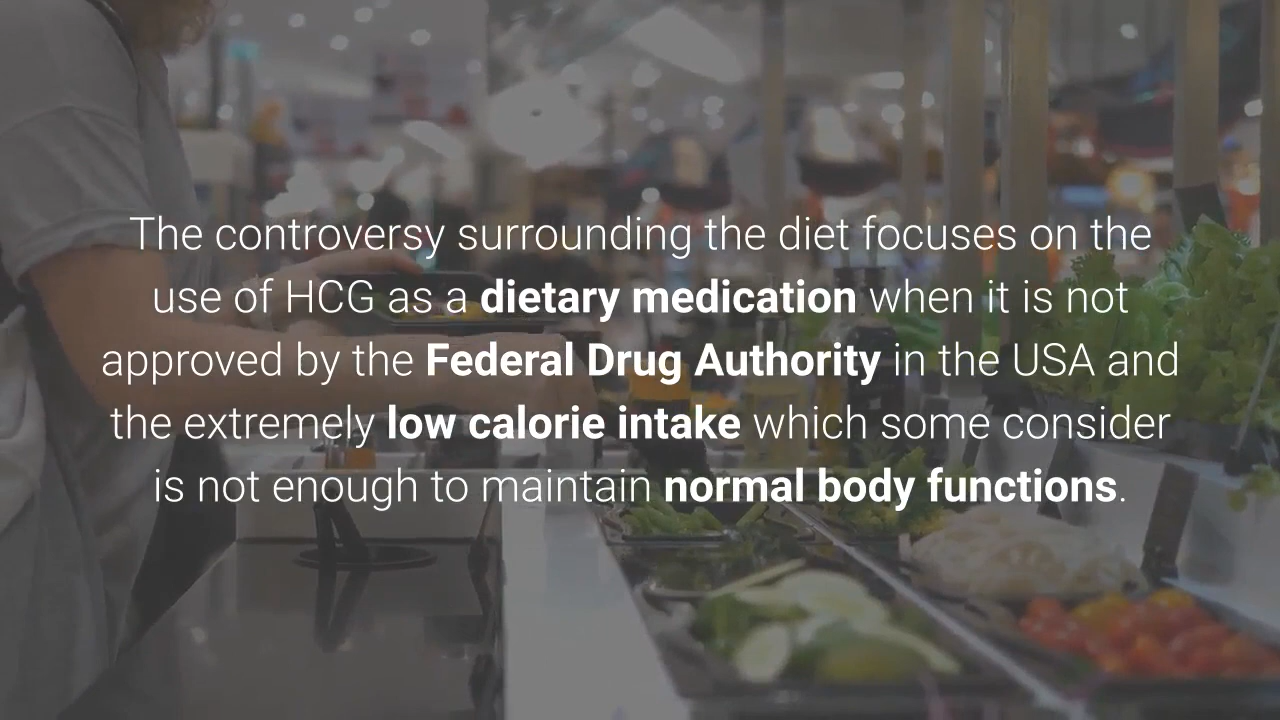 The controversy surrounding the diet focuses on the
use of HCG as a dietary medication when it is not
approved by the Federal Drug Authority in the USA and
the extremely low calorie intake which some consider
is not enough to maintain normal body functions.